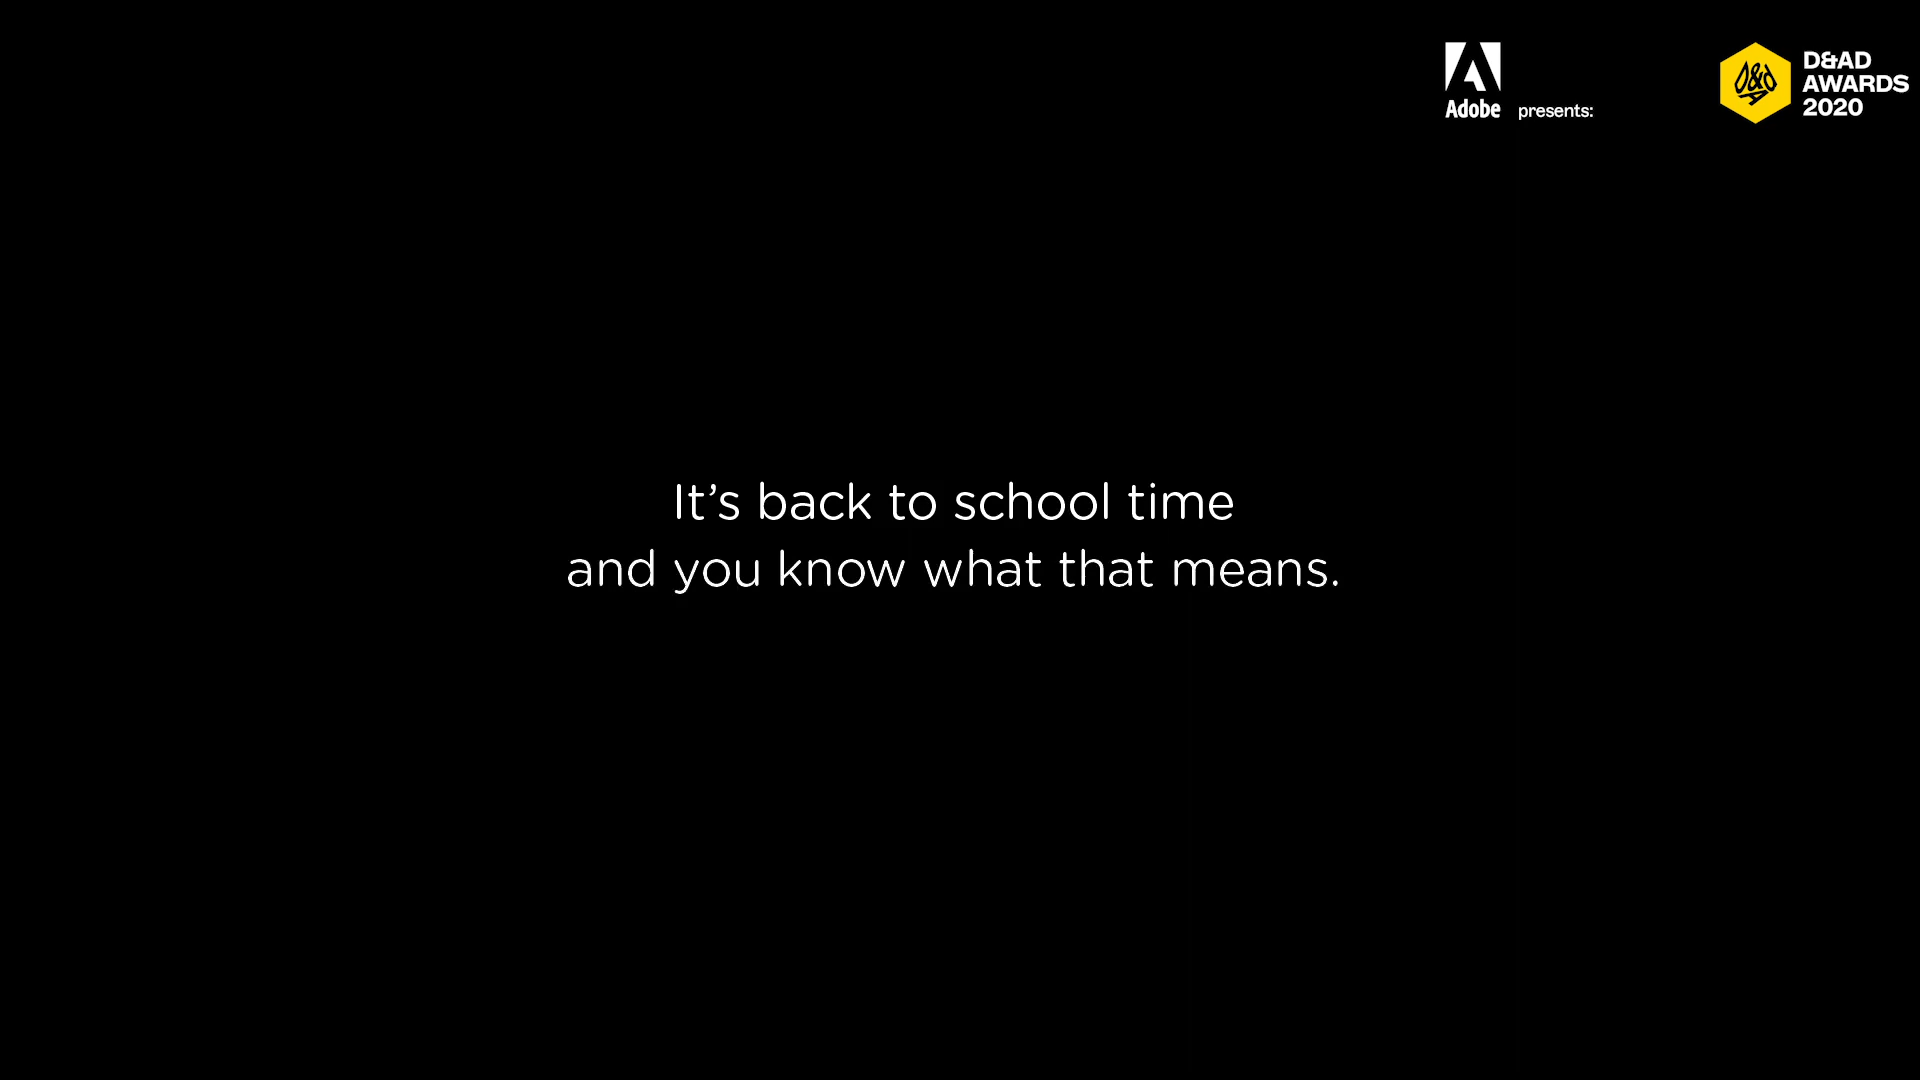 Adobe presents:
D&AD
AWARDS
2020
It’s back to school time
and you know what that means.